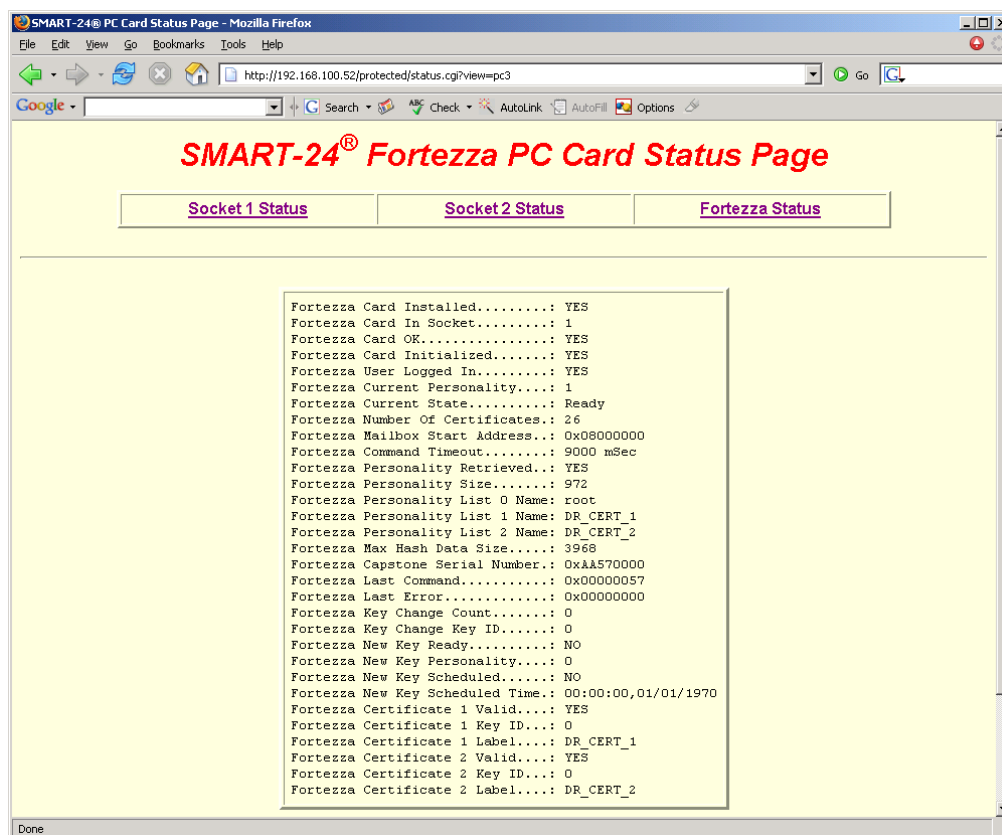 SMART-24® PC Card Status Page - Mozilla Firefox
File Edit View Go Bookmarks Tools Help
http://192.168.100.52/protected/status.cgi?view=pc3 Go G
Google Search ABC Check AutoLink AutoFill Options
SMART-24® Fortezza PC Card Status Page
Socket 1 Status Socket 2 Status Fortezza Status
Fortezza Card Installed.........: YES
Fortezza Card In Socket.........: 1
Fortezza Card OK................: YES
Fortezza Card Initialized.......: YES
Fortezza User Logged In.........: YES
Fortezza Current Personality....: 1
Fortezza Current State..........: Ready
Fortezza Number Of Certificates.: 26
Fortezza Mailbox Start Address..: 0x08000000
Fortezza Command Timeout........: 9000 mSec
Fortezza Personality Retrieved..: YES
Fortezza Personality Size.......: 972
Fortezza Personality List 0 Name: root
Fortezza Personality List 1 Name: DR_CERT_1
Fortezza Personality List 2 Name: DR_CERT_2
Fortezza Max Hash Data Size.....: 3968
Fortezza Capstone Serial Number.: 0xAA570000
Fortezza Last Command...........: 0x00000057
Fortezza Last Error.............: 0x00000000
Fortezza Key Change Count.......: 0
Fortezza Key Change Key ID......: 0
Fortezza New Key Ready..........: NO
Fortezza New Key Personality....: 0
Fortezza New Key Scheduled......: NO
Fortezza New Key Scheduled Time.: 00:00:00,01/01/1970
Fortezza Certificate 1 Valid....: YES
Fortezza Certificate 1 Key ID...: 0
Fortezza Certificate 1 Label....: DR_CERT_1
Fortezza Certificate 2 Valid....: YES
Fortezza Certificate 2 Key ID...: 0
Fortezza Certificate 2 Label....: DR_CERT_2
Done